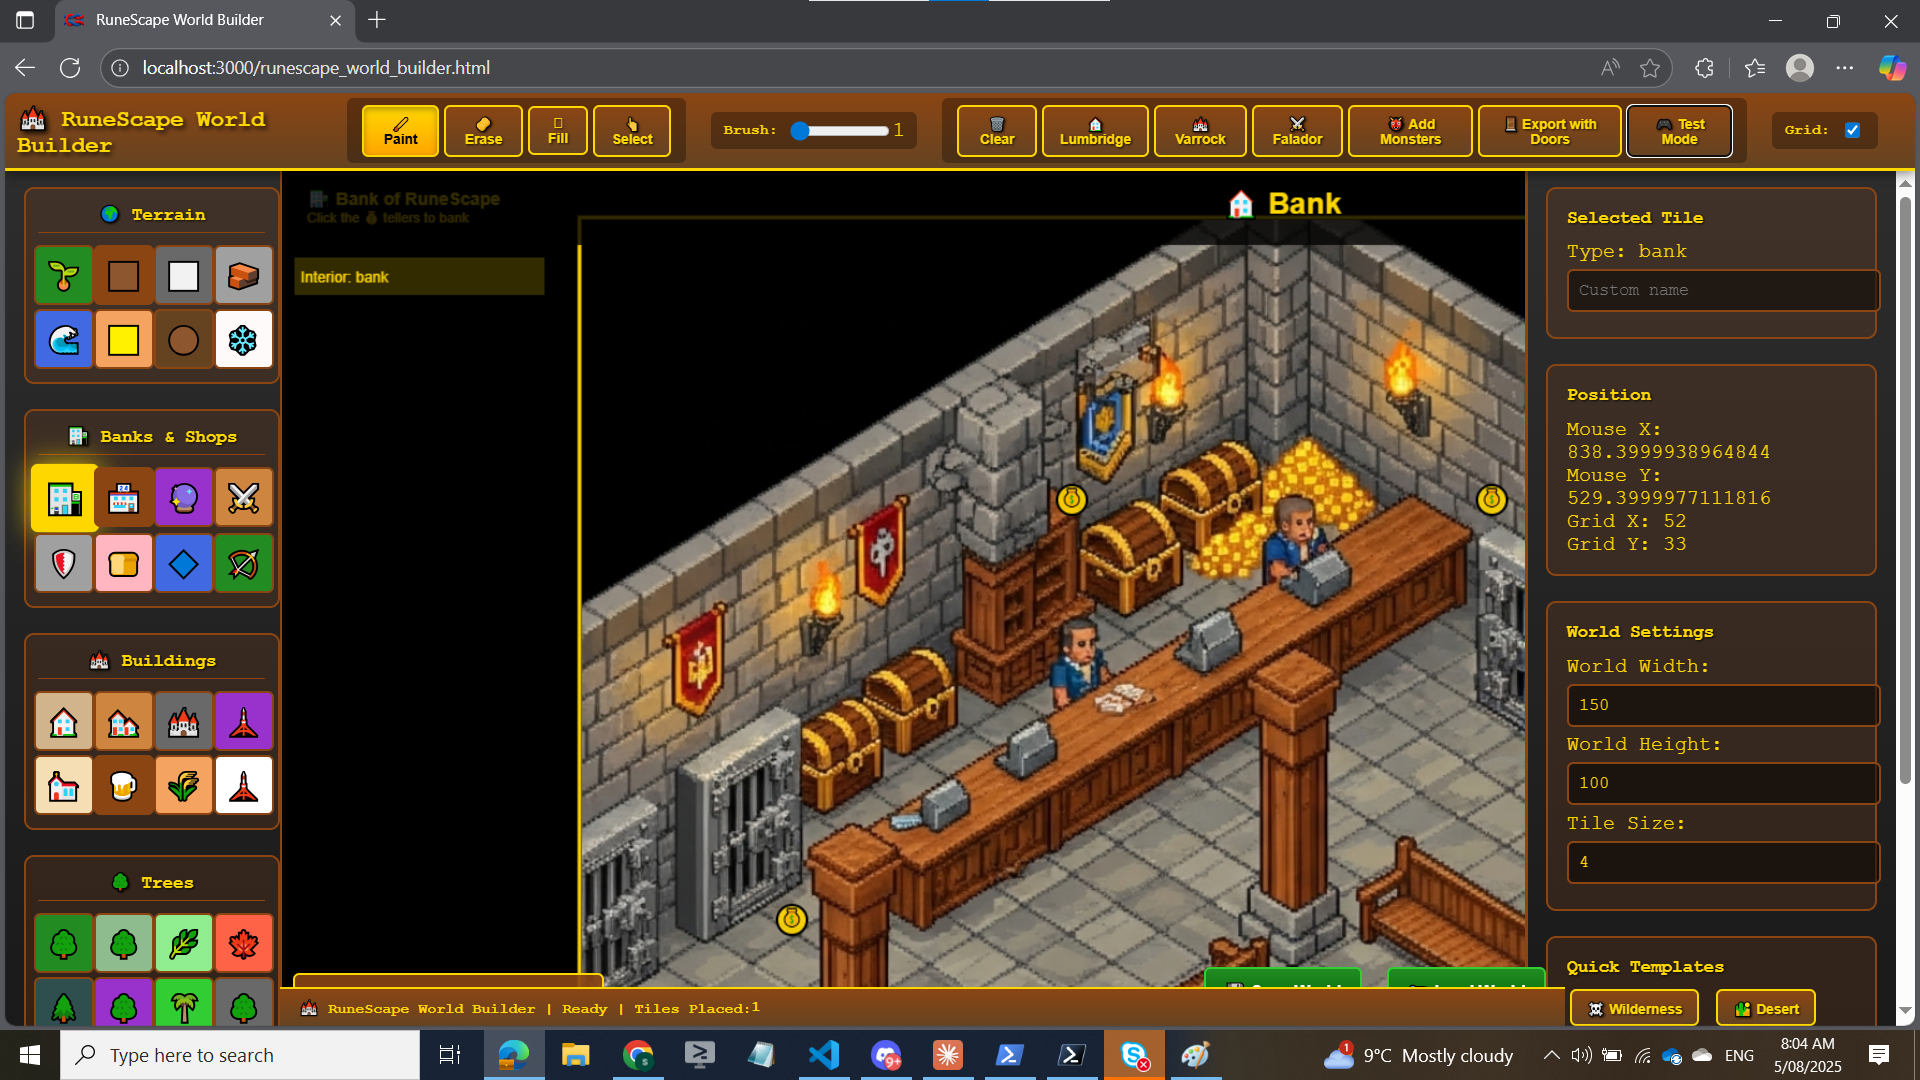 RuneScape World Builder
localhost:3000/runescape_world_builder.html
RuneScape World
Builder
Paint
Erase
Fill
Select
Brush:
1
Clear
Lumbridge
Varrock
Falador
Add
Monsters
Export with
Doors
Test
Mode
Grid:
Terrain
Banks & Shops
Buildings
Trees
Bank of RuneScape
Click the tellers to bank
Interior: bank
Bank
Selected Tile
Type: bank
Custom name
Position
Mouse X:
838.3999938964844
Mouse Y:
529.3999977111816
Grid X: 52
Grid Y: 33
World Settings
World Width:
150
World Height:
100
Tile Size:
4
Quick Templates
Wilderness
Desert
RuneScape World Builder | Ready | Tiles Placed:1
Type here to search
9+
1
9°C Mostly cloudy
ENG
8:04 AM
5/08/2025